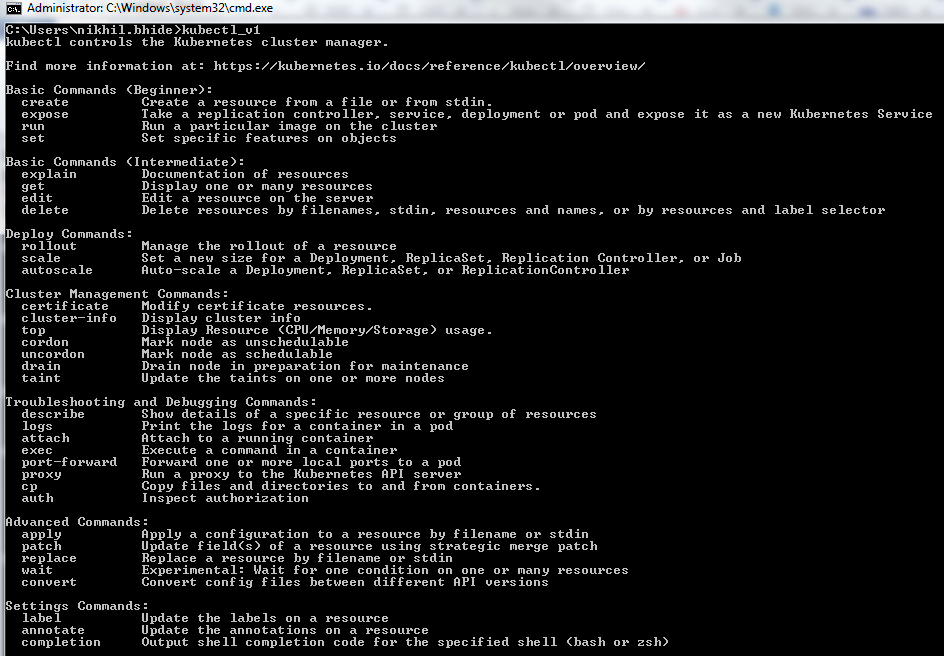 Administrator: C:\Windows\system32\cmd.exe
C:\Users\nikhil.bhide>kubectl_v1
kubectl controls the Kubernetes cluster manager.
Find more information at: https://kubernetes.io/docs/reference/kubectl/overview/
Basic Commands (Beginner):
create Create a resource from a file or from stdin.
expose Take a replication controller, service, deployment or pod and expose it as a new Kubernetes Service
run Run a particular image on the cluster
set Set specific features on objects
Basic Commands (Intermediate):
explain Documentation of resources
get Display one or many resources
edit Edit a resource on the server
delete Delete resources by filenames, stdin, resources and names, or by resources and label selector
Deploy Commands:
rollout Manage the rollout of a resource
scale Set a new size for a Deployment, ReplicaSet, Replication Controller, or Job
autoscale Auto-scale a Deployment, ReplicaSet, or ReplicationController
Cluster Management Commands:
certificate Modify certificate resources.
cluster-info Display cluster info
top Display Resource (CPU/Memory/Storage) usage.
cordon Mark node as unschedulable
uncordon Mark node as schedulable
drain Drain node in preparation for maintenance
taint Update the taints on one or more nodes
Troubleshooting and Debugging Commands:
describe Show details of a specific resource or group of resources
logs Print the logs for a container in a pod
attach Attach to a running container
exec Execute a command in a container
port-forward Forward one or more local ports to a pod
proxy Run a proxy to the Kubernetes API server
cp Copy files and directories to and from containers.
auth Inspect authorization
Advanced Commands:
apply Apply a configuration to a resource by filename or stdin
patch Update field(s) of a resource using strategic merge patch
replace Replace a resource by filename or stdin
wait Experimental: Wait for one condition on one or many resources
convert Convert config files between different API versions
Settings Commands:
label Update the labels on a resource
annotate Update the annotations on a resource
completion Output shell completion code for the specified shell (bash or zsh)